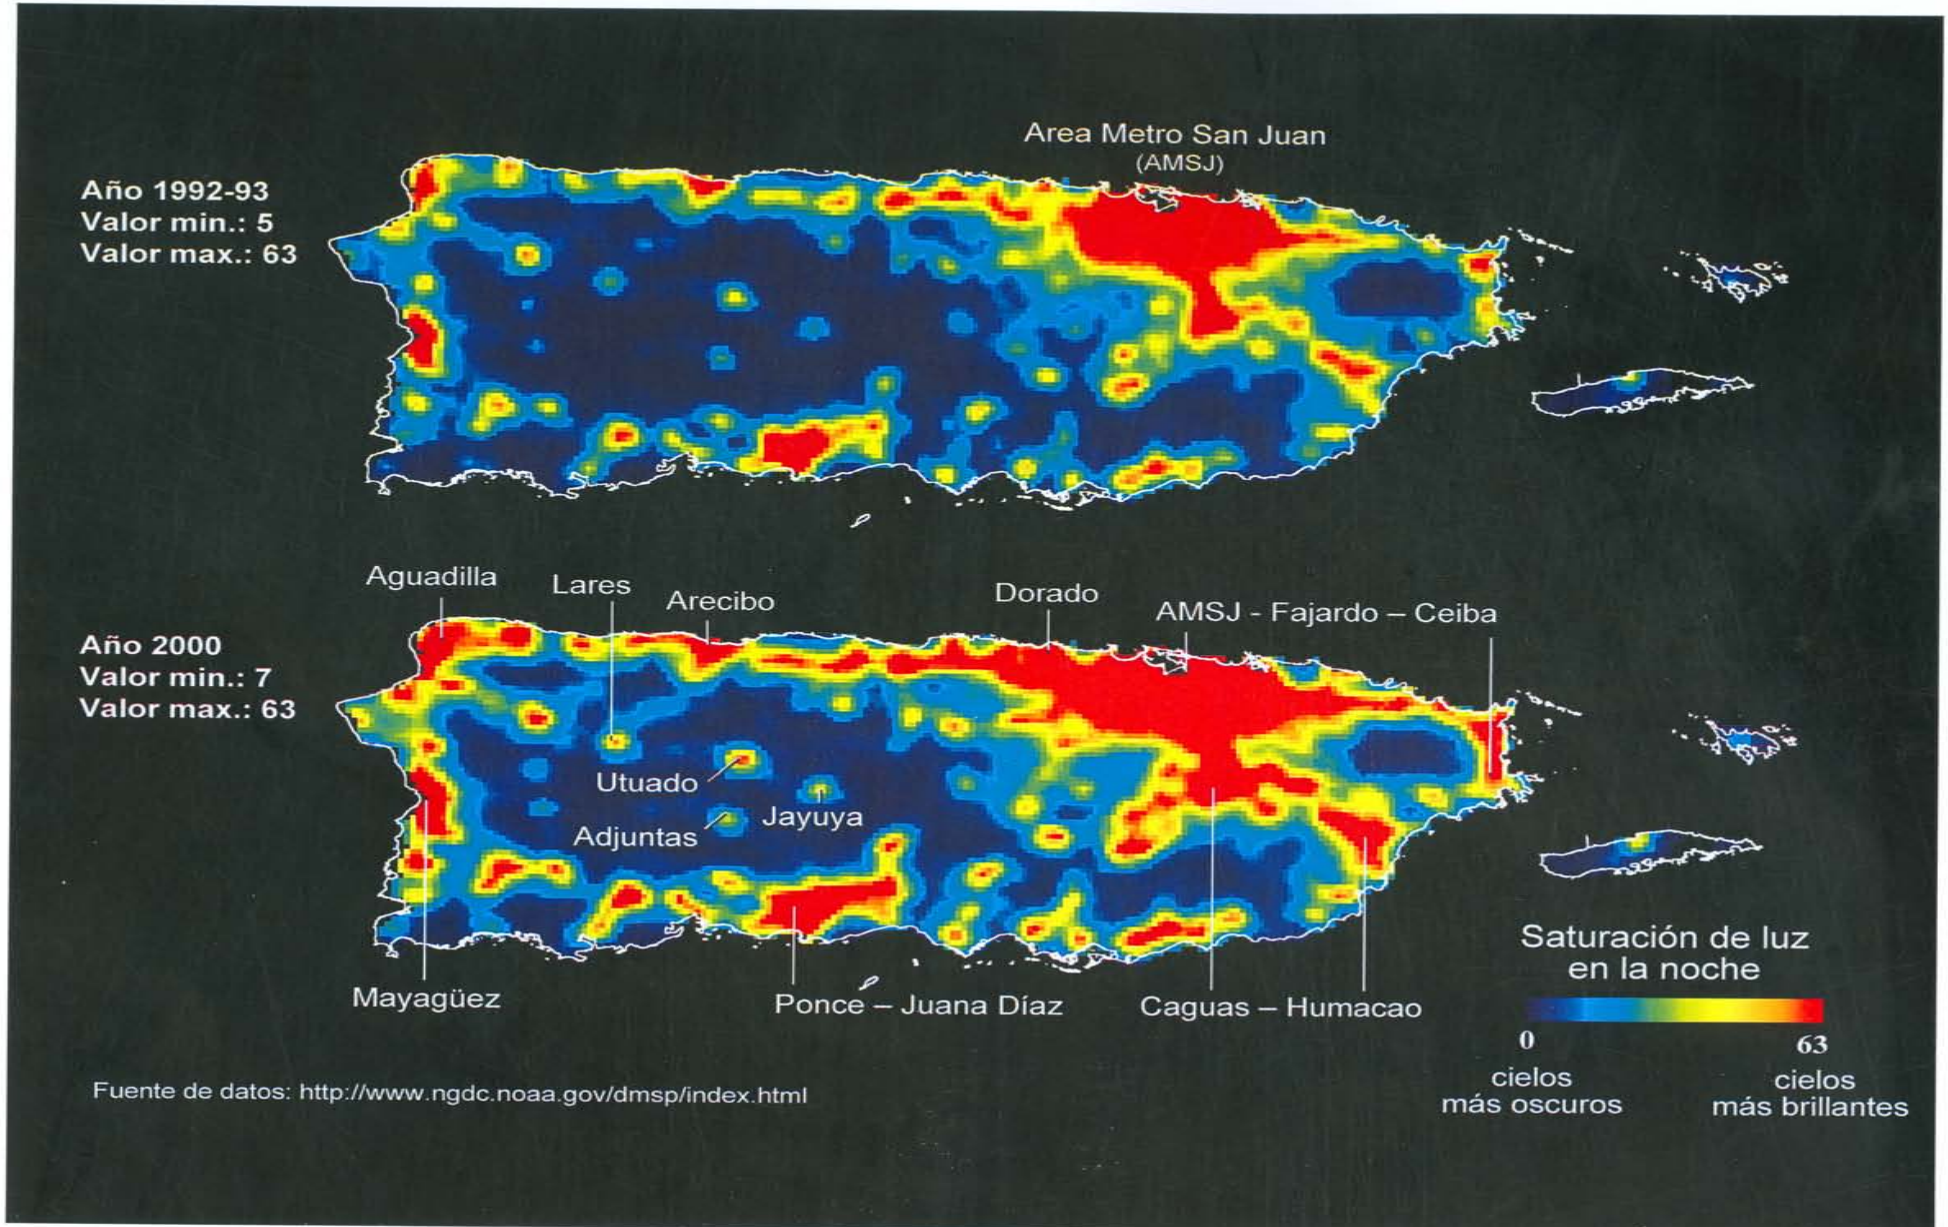 Area Metro San Juan
(AMSJ)
Año 1992-93
Valor min.: 5
Valor max.: 63
Aguadilla
Lares
Arecibo
Dorado
AMSJ - Fajardo – Ceiba
Año 2000
Valor min.: 7
Valor max.: 63
Utuado
Jayuya
Adjuntas
Mayagüez
Ponce – Juana Díaz
Caguas – Humacao
Saturación de luz
en la noche
0
63
cielos
más oscuros
cielos
más brillantes
Fuente de datos: http://www.ngdc.noaa.gov/dmsp/index.html